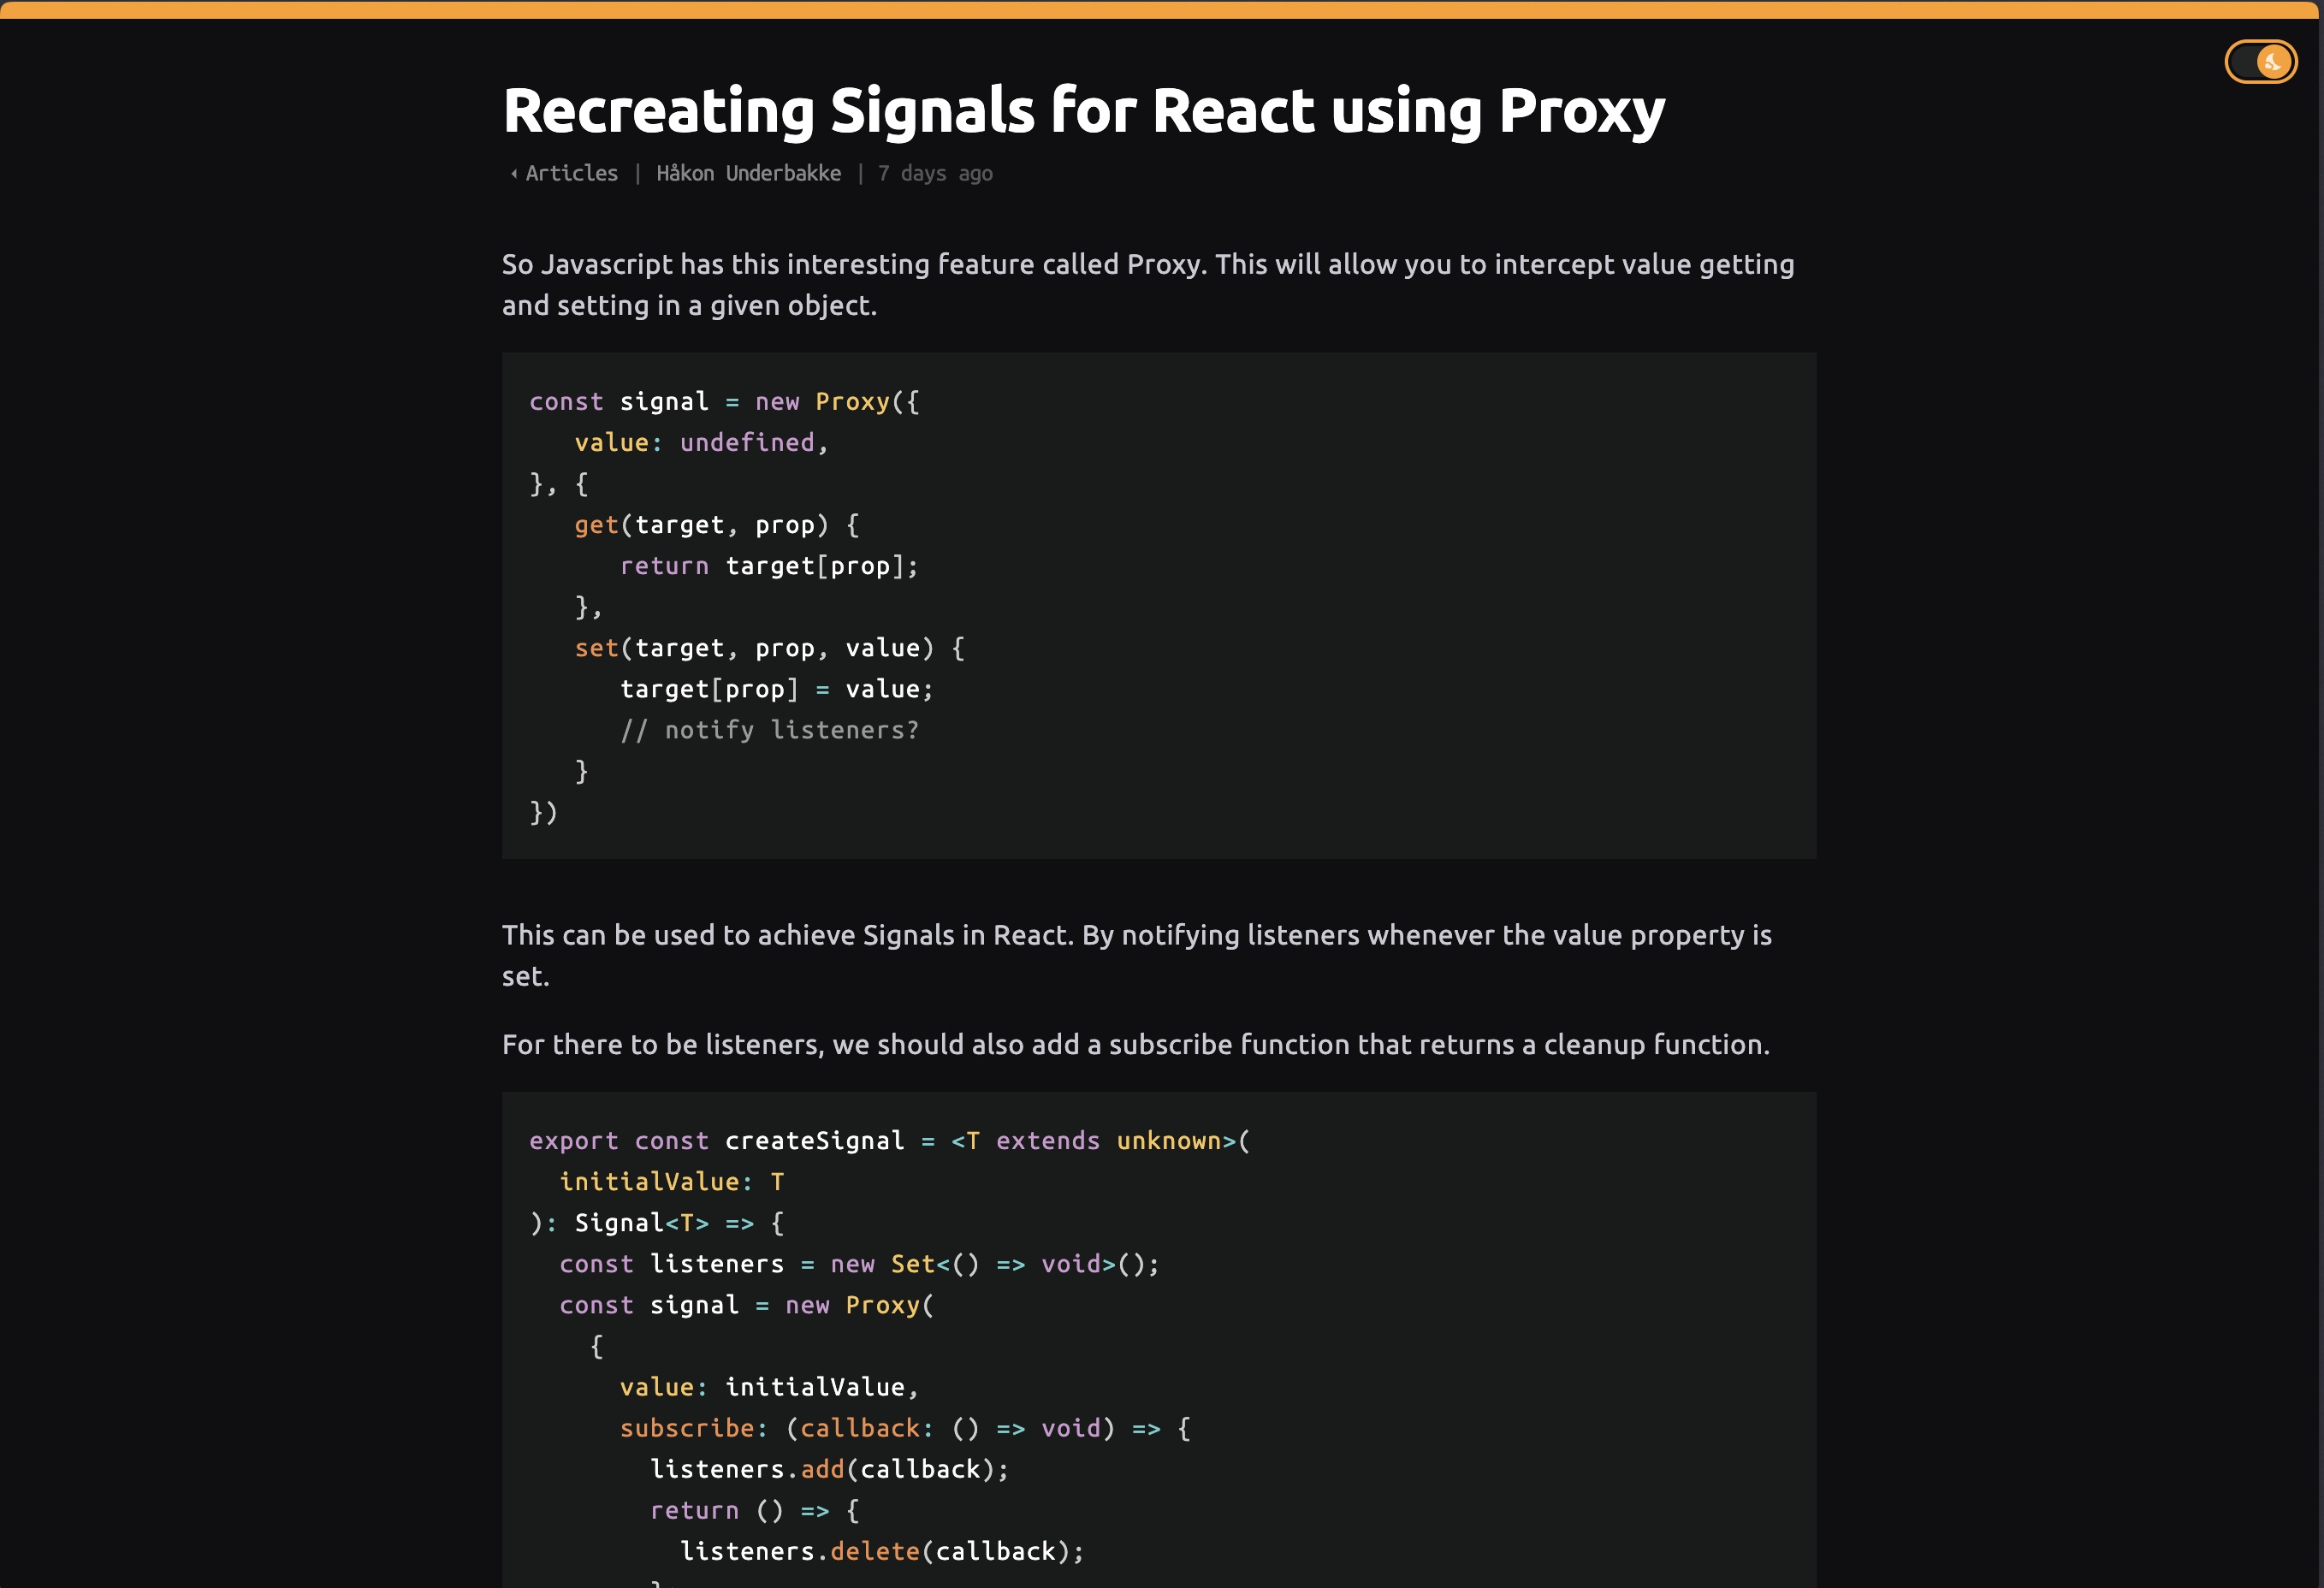 Recreating Signals for React using Proxy
Articles | Håkon Underbakke | 7 days ago
So Javascript has this interesting feature called Proxy. This will allow you to intercept value getting
and setting in a given object.
const signal = new Proxy({
   value: undefined,
}, {
   get(target, prop) {
      return target[prop];
   },
   set(target, prop, value) {
      target[prop] = value;
      // notify listeners?
   }
})
This can be used to achieve Signals in React. By notifying listeners whenever the value property is
set.
For there to be listeners, we should also add a subscribe function that returns a cleanup function.
export const createSignal = <T extends unknown>(
  initialValue: T
): Signal<T> => {
  const listeners = new Set<() => void>();
  const signal = new Proxy(
    {
      value: initialValue,
      subscribe: (callback: () => void) => {
        listeners.add(callback);
        return () => {
          listeners.delete(callback);
        }